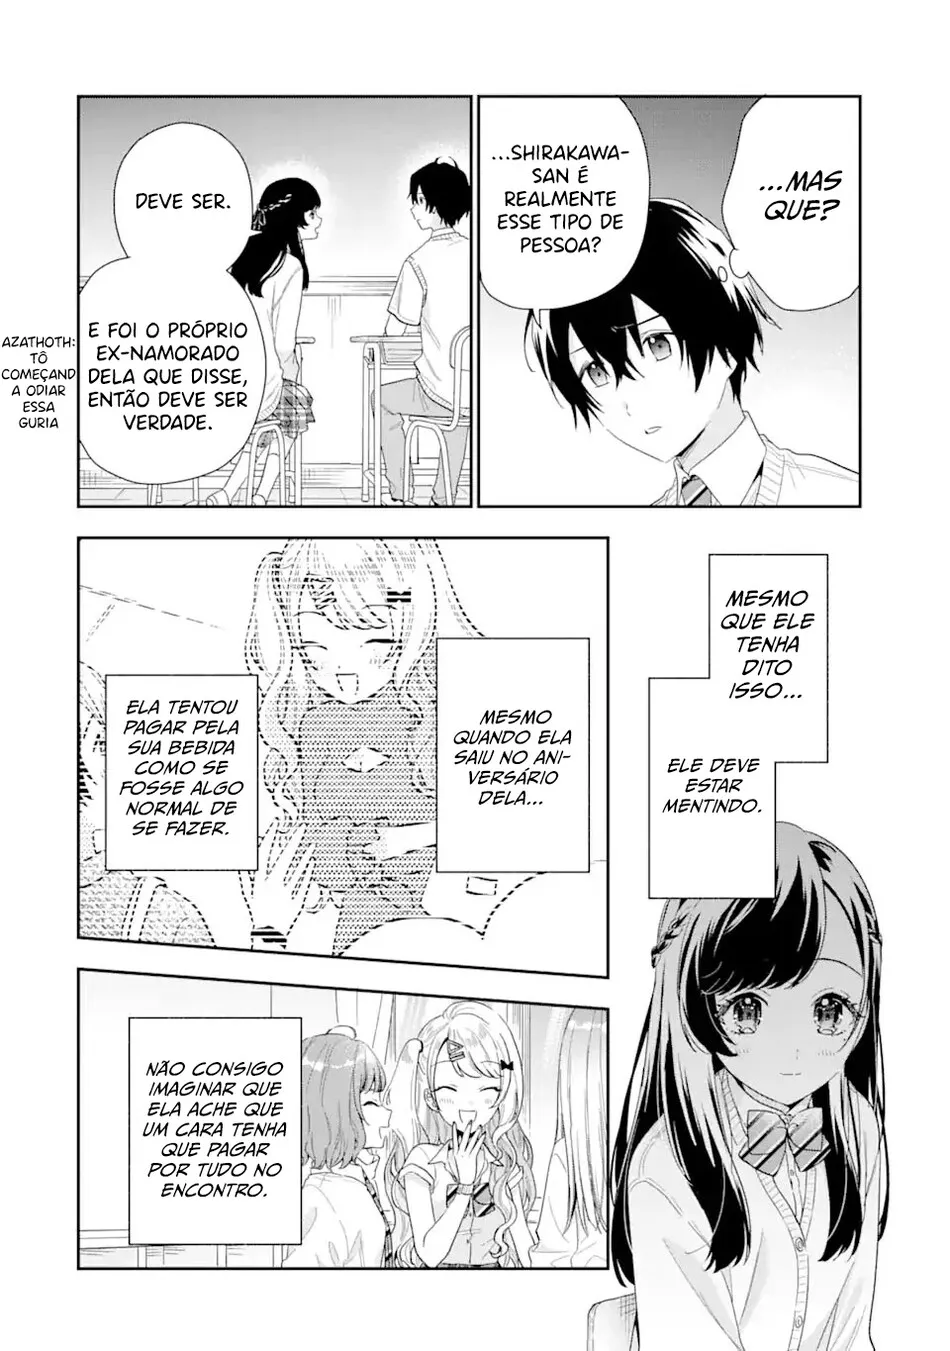 ...MAS
QUE?
...SHIRAKAWA-
SAN É
REALMENTE
ESSE TIPO DE
PESSOA?
DEVE SER.
E FOI O PRÓPRIO
EX-NAMORADO
DELA QUE DISSE,
ENTÃO DEVE SER
VERDADE.
AZATHOTH:
TÔ
COMEÇAND
A ODIAR
ESSA
GURIA
MESMO
QUE ELE
TENHA
DITO
ISSO...
ELE DEVE
ESTAR
MENTINDO.
MESMO
QUANDO ELA
SAIU NO ANI-
VERSÁRIO
DELA...
ELA TENTOU
PAGAR PELA
SUA BEBIDA
COMO SE
FOSSE ALGO
NORMAL DE
SE FAZER.
NÃO CONSIGO
IMAGINAR QUE
ELA ACHE QUE
UM CARA TENHA
QUE PAGAR
POR TUDO NO
ENCONTRO.